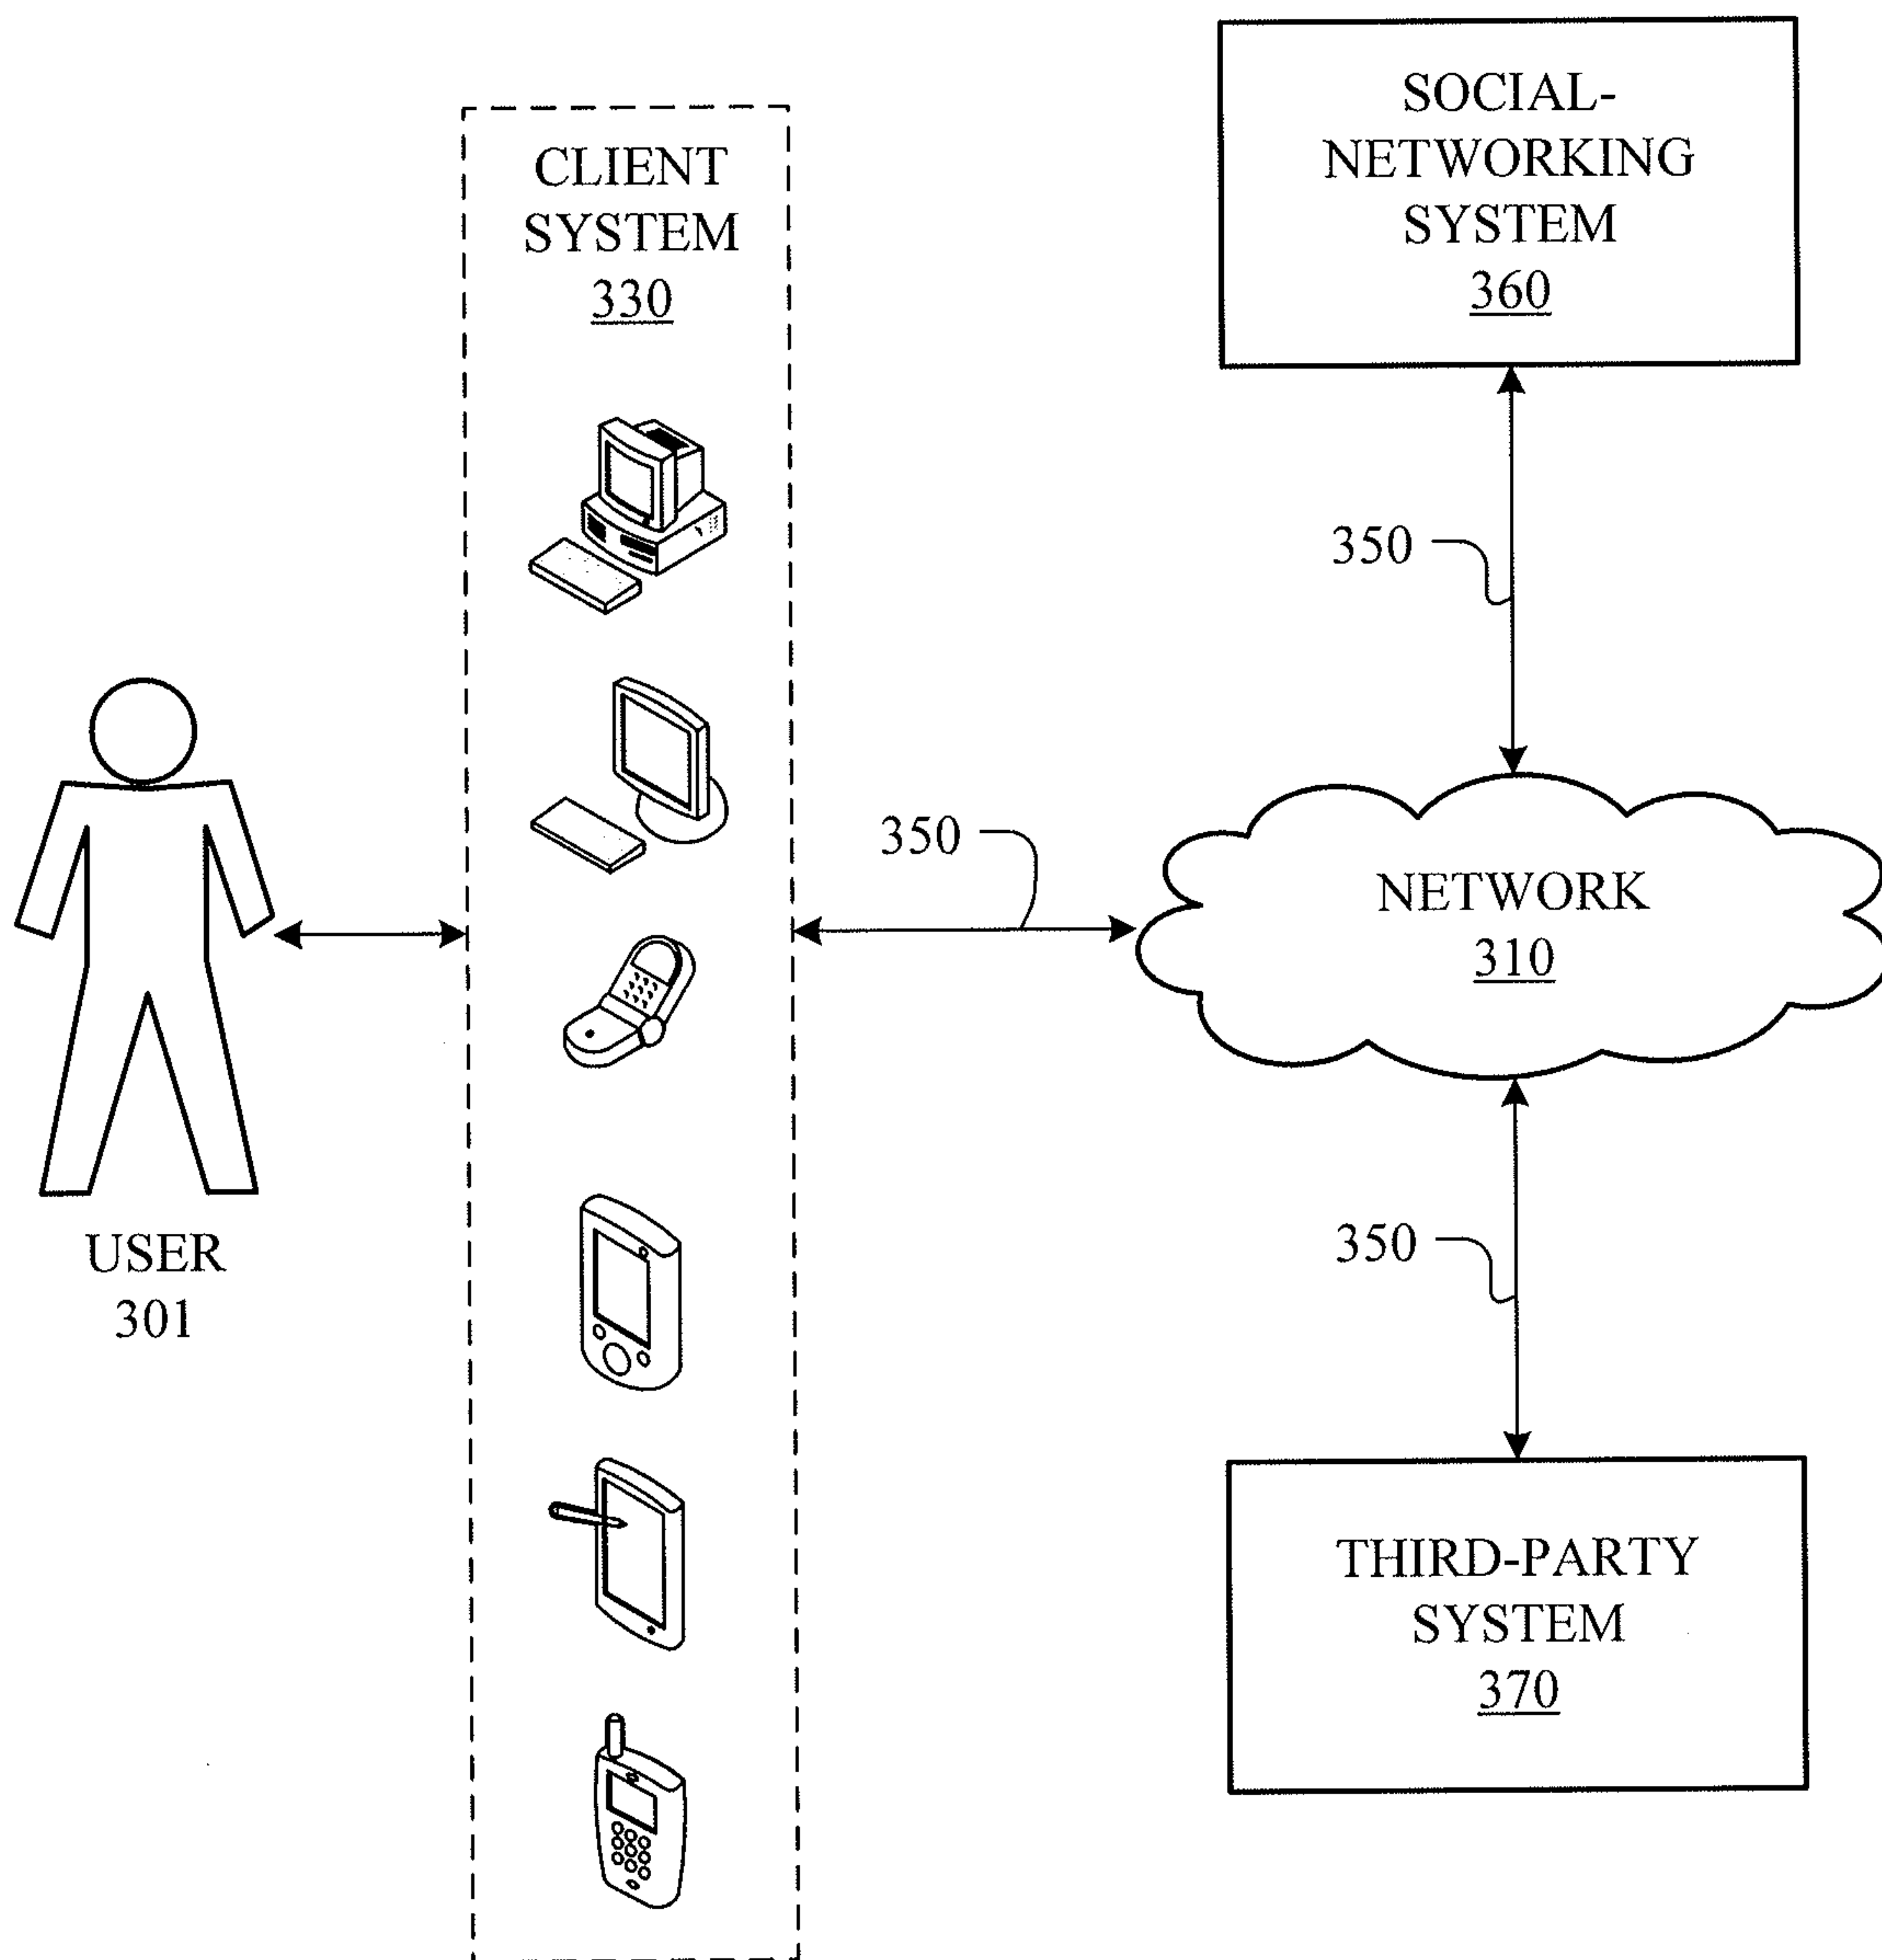 SOCIAL-
NETWORKING
SYSTEM
360
CLIENT
SYSTEM
330
350
350
NETWORK
310
350
USER
301
THIRD-PARTY
SYSTEM
370